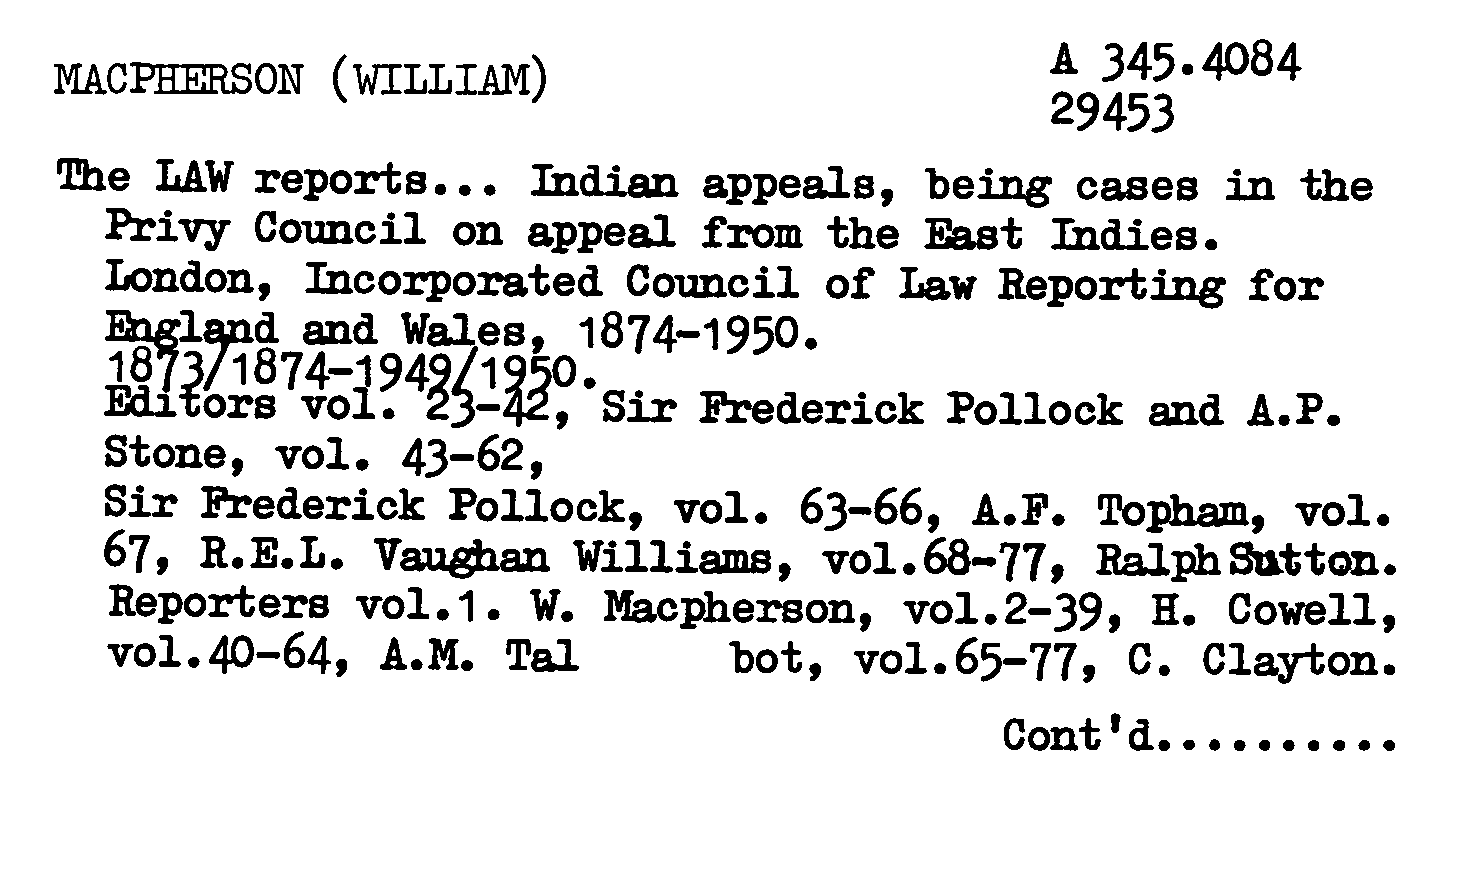 MACPHERSON (WILLIAM)
A 345.4084
29453
The LAW reports... Indian appeals, being cases in the
Privy Council on appeal from the East Indies.
London, Incorporated Council of Law Reporting for
England and Wales, 1874-1950.
1873/1874-1949/1950.
Editors vol. 23-42, Sir Frederick Pollock and A.P.
Stone, vol. 43-62,
Sir Frederick Pollock, vol. 63-66, A.F. Topham, vol.
67, R.E.L. Vaughan Williams, vol.68-77, Ralph Sutton.
Reporters vol.1. W. Macpherson, vol.2-39, H. Cowell,
vol.40-64, A.M. Tal bot, vol.65-77, C. Clayton.
Cont'd..........